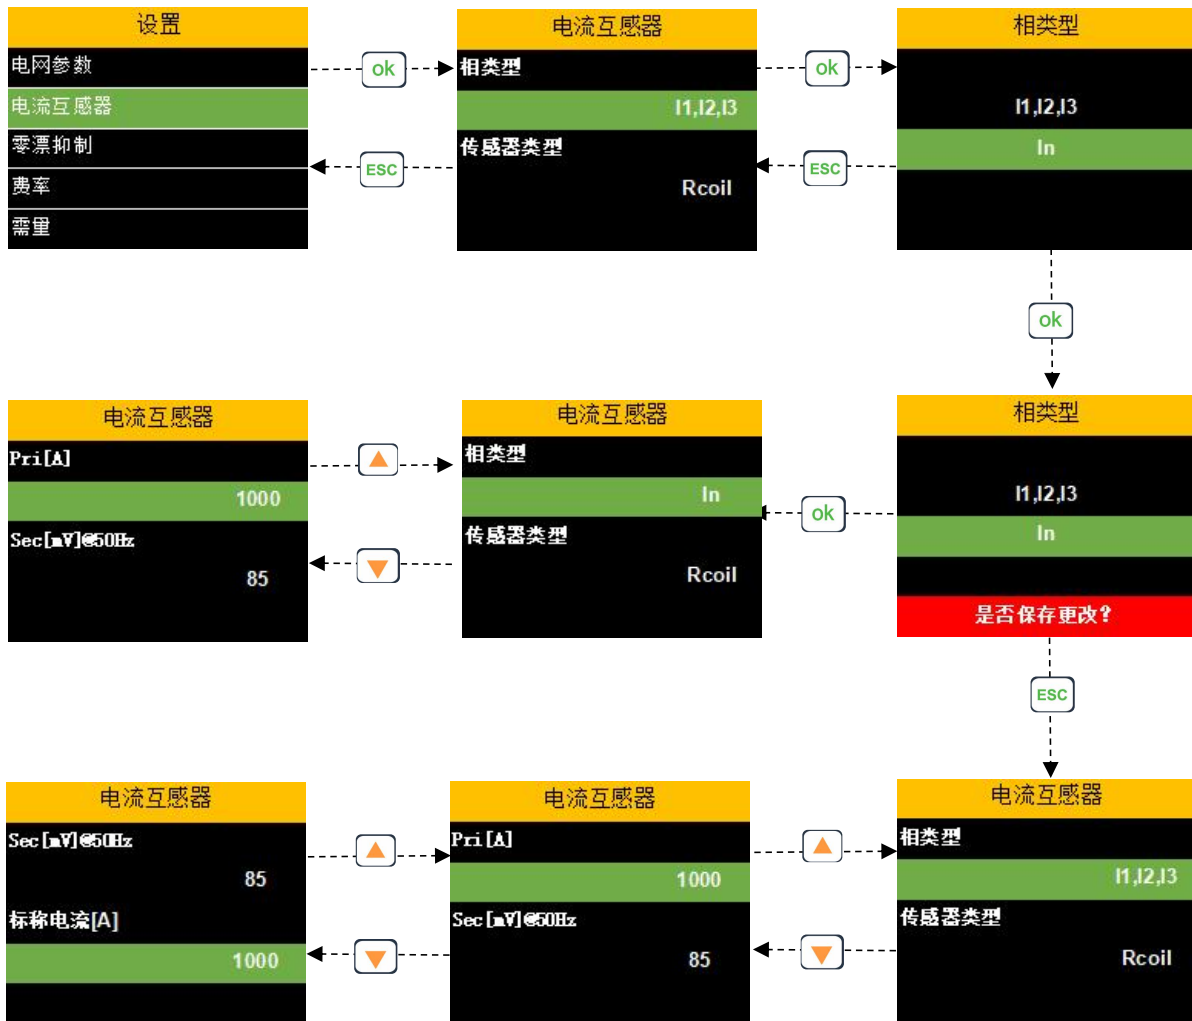 设置
电网参数
电流互感器
零漂抑制
费率
需量
ok
ESC
电流互感器
相类型
I1,I2,I3
传感器类型
Rcoil
ok
ESC
相类型
I1,I2,I3
In
ok
电流互感器
Pri[A]
1000
Sec[mV]@50Hz
85
电流互感器
相类型
In
传感器类型
Rcoil
ok
相类型
I1,I2,I3
In
是否保存更改?
ESC
电流互感器
Sec[mV]@50Hz
85
标称电流[A]
1000
电流互感器
Pri[A]
1000
Sec[mV]@50Hz
85
电流互感器
相类型
I1,I2,I3
传感器类型
Rcoil